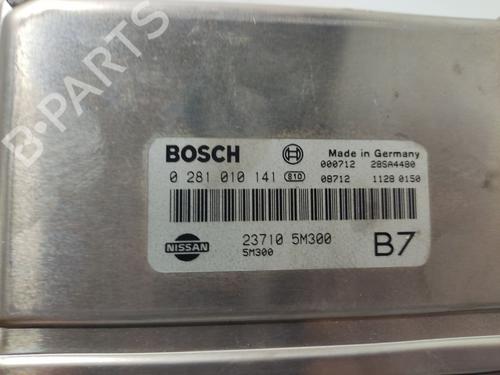 B-PARTS
BOSCH
Made in Germany
000712 28SA4480
0 281 010 141 E10
08712 1128 0150
NISSAN
23710 5M300
5M300
B7